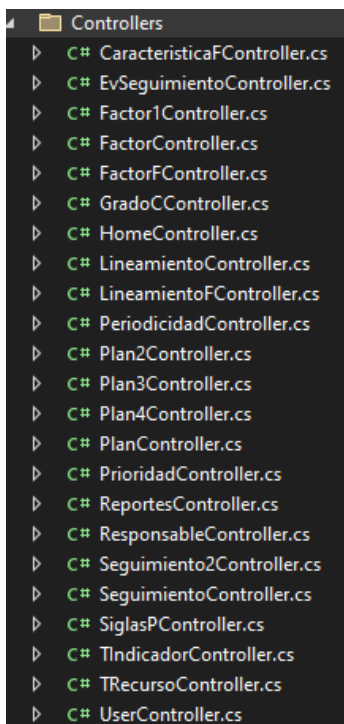 Controllers
C# CaracteristicaFController.cs
C# EvSeguimientoController.cs
C# Factor1Controller.cs
C# FactorController.cs
C# FactorFController.cs
C# GradoCController.cs
C# HomeController.cs
C# LineamientoController.cs
C# LineamientoFController.cs
C# PeriodicidadController.cs
C# Plan2Controller.cs
C# Plan3Controller.cs
C# Plan4Controller.cs
C# PlanController.cs
C# PrioridadController.cs
C# ReportesController.cs
C# ResponsableController.cs
C# Seguimiento2Controller.cs
C# SeguimientoController.cs
C# SiglasPController.cs
C# TIndicadorController.cs
C# TRecursoController.cs
C# UserController.cs